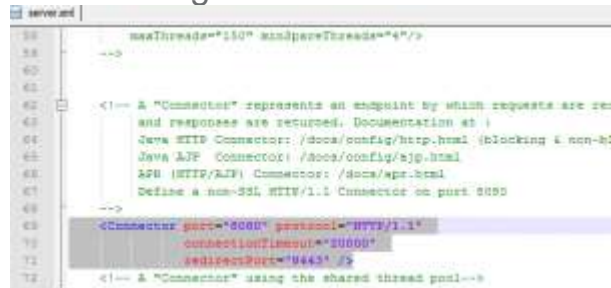 server.xml
58 maxThreads="150" minSpareThreads="4"/>
59 -->
60
61
62 <!-- A "Connector" represents an endpoint by which requests are re
63 and responses are returned. Documentation at :
64 Java HTTP Connector: /docs/config/http.html (blocking & non-bl
65 Java AJP Connector: /docs/config/ajp.html
66 APR (HTTP/AJP) Connector: /docs/apr.html
67 Define a non-SSL HTTP/1.1 Connector on port
68 -->
69 <Connector port="8080" protocol="HTTP/1.1"
70 connectionTimeout="20000"
71 redirectPort="8443" />
72 <!-- A "Connector" using the shared thread pool-->